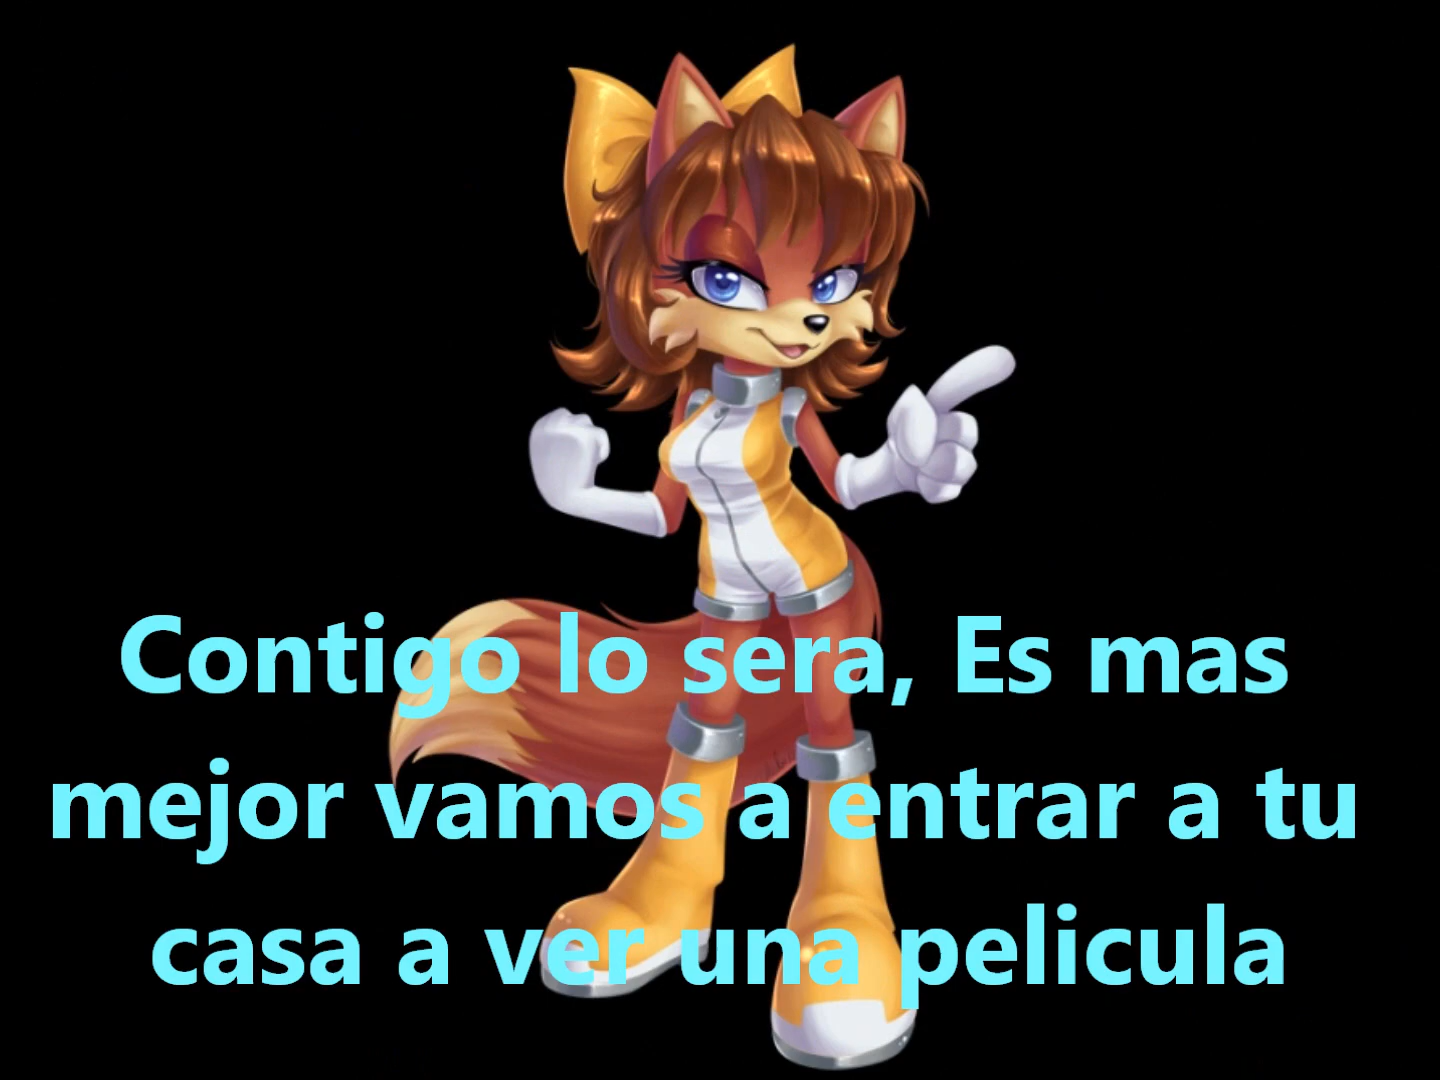 Contigo lo sera, Es mas
mejor vamos a entrar a tu
casa a ver una pelicula